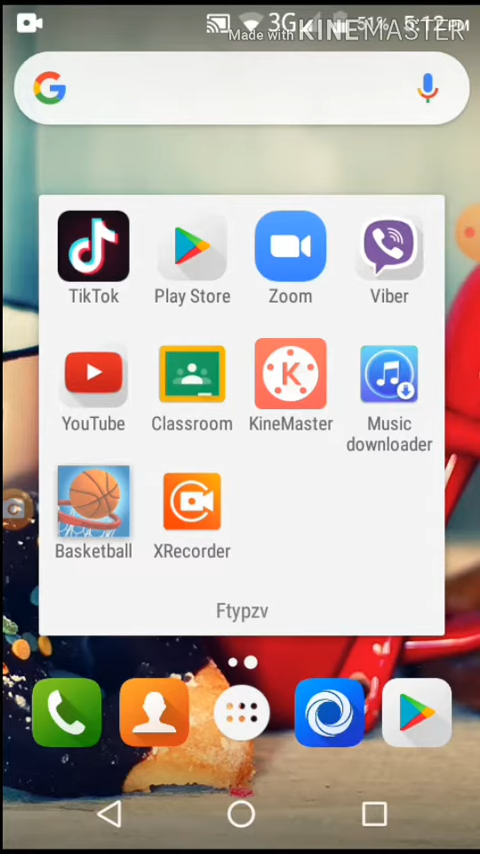 3G 51% 5:12 PM
Made with KINEMASTER
TikTok Play Store Zoom Viber
YouTube Classroom KineMaster Music downloader
Basketball XRecorder
Ftypzv